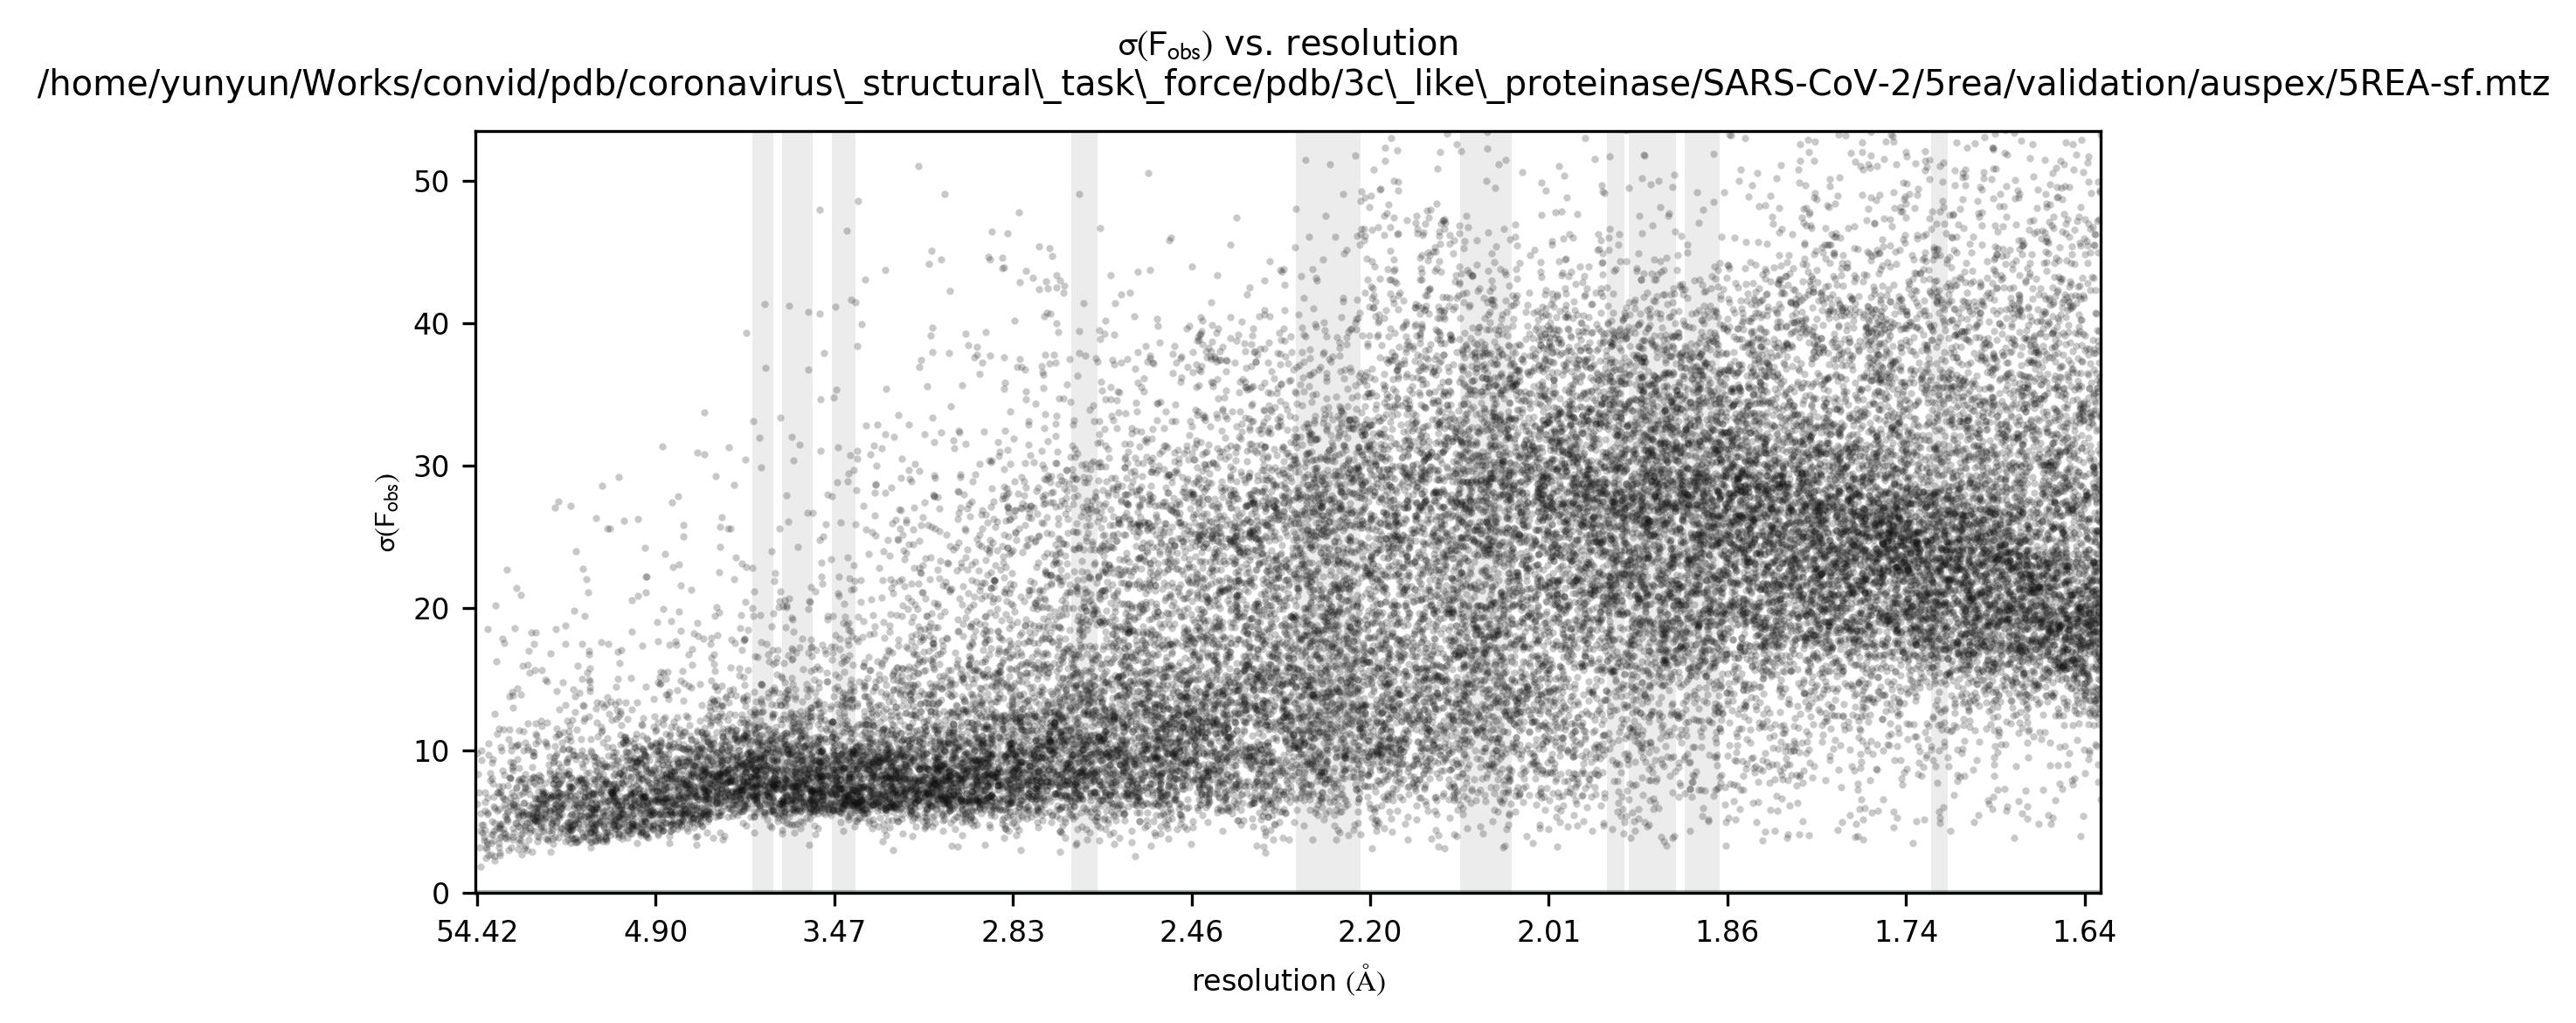 σ(Fobs) vs. resolution
/home/yunyun/Works/convid/pdb/coronavirus\_structural\_task\_force/pdb/3c\_like\_proteinase/SARS-CoV-2/5rea/validation/auspex/5REA-sf.mtz
σ(Fobs)
50
40
30
20
10
0
54.42 4.90 3.47 2.83 2.46 2.20 2.01 1.86 1.74 1.64
resolution (Å)